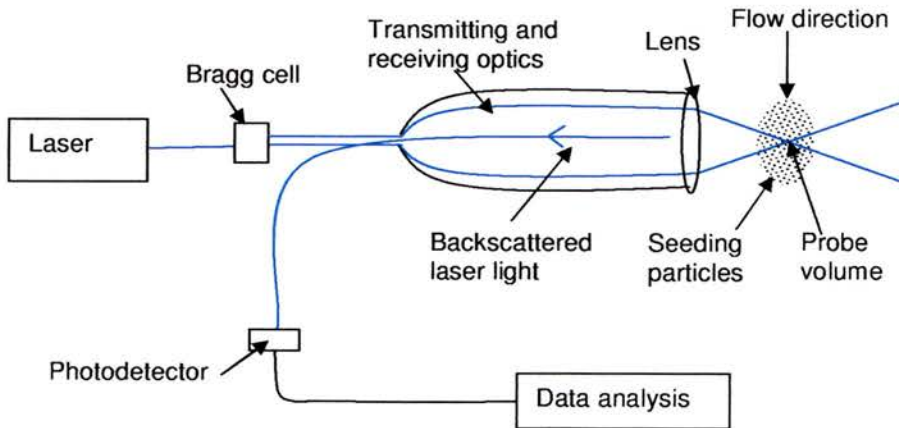 Flow direction
Transmitting and
receiving optics
Lens
Bragg cell
Laser
Backscattered
laser light
Seeding
particles
Probe
volume
Photodetector
Data analysis